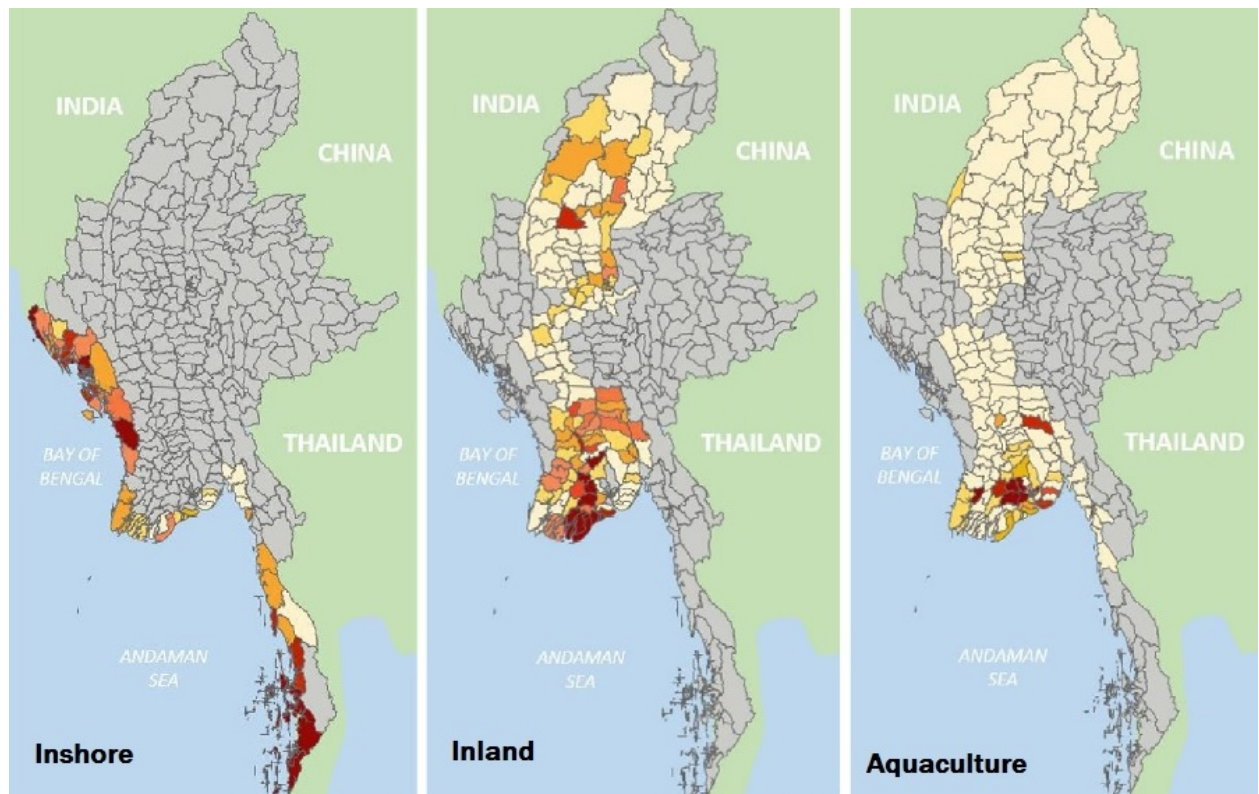 INDIA
CHINA
THAILAND
BAY OF
BENGAL
ANDAMAN
SEA
Inshore
INDIA
CHINA
THAILAND
BAY OF
BENGAL
ANDAMAN
SEA
Inland
INDIA
CHINA
THAILAND
BAY OF
BENGAL
ANDAMAN
SEA
Aquaculture